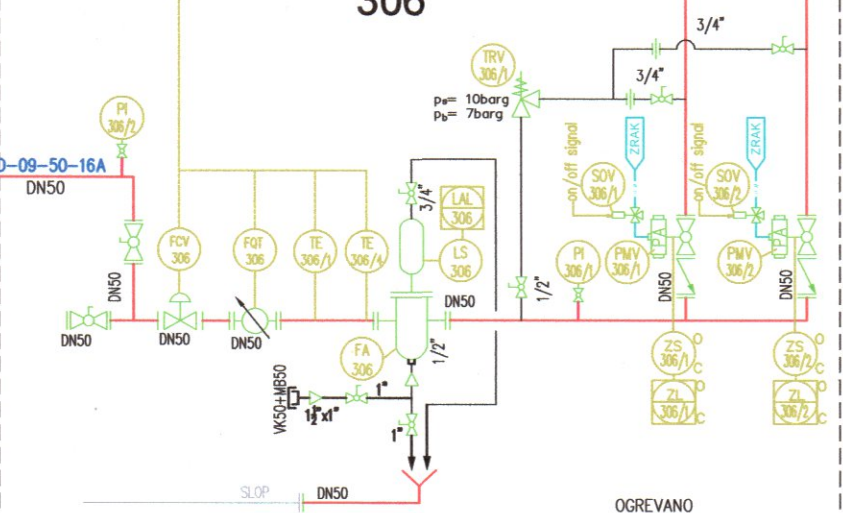 306
3/4"
TRV
306/1
3/4"
pₐ= 10barg
p_b= 7barg
PI
306/2
D-09-50-16A
DN50
on/off signal
ZRAK
on/off signal
ZRAK
SOV
306/1
SOV
306/2
3/4"
LAL
306
FCV
306
FQT
306
TE
306/1
TE
306/4
LS
306
PI
306/1
PMV
306/1
PA
PMV
306/2
PA
DN50
1/2"
DN50
DN50
DN50
DN50
DN50
DN50
FA
306
1/2"
ZS
306/1
O
C
ZS
306/2
O
C
VK50+MB50
1"
1½"x1"
ZL
306/1
O
C
ZL
306/2
O
C
1"
SLOP
DN50
OGREVANO